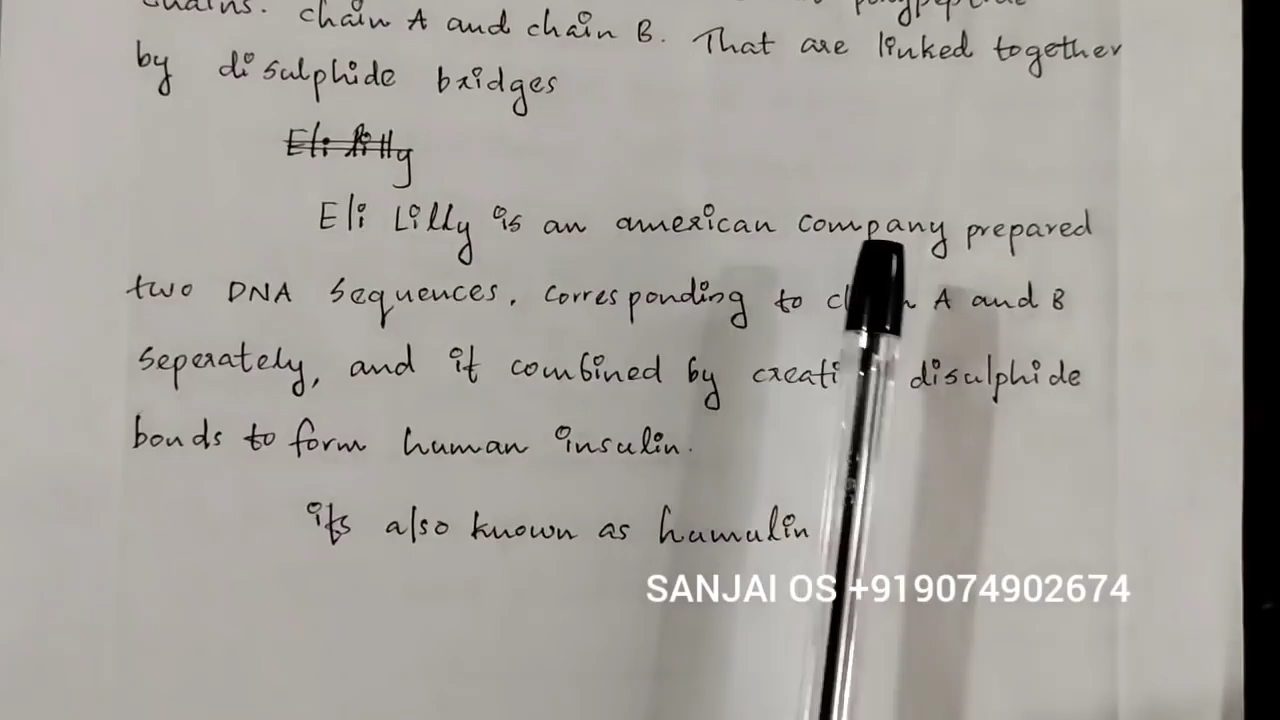 chains. chain A and chain B. That are linked together
by disulphide bridges
Eli lilly
Eli Lilly is an american company prepared
two DNA sequences, corresponding to A and B
seperately, and it combined by disulphide
bonds to form human insulin.
its also known as humulin
SANJAI OS +919074902674